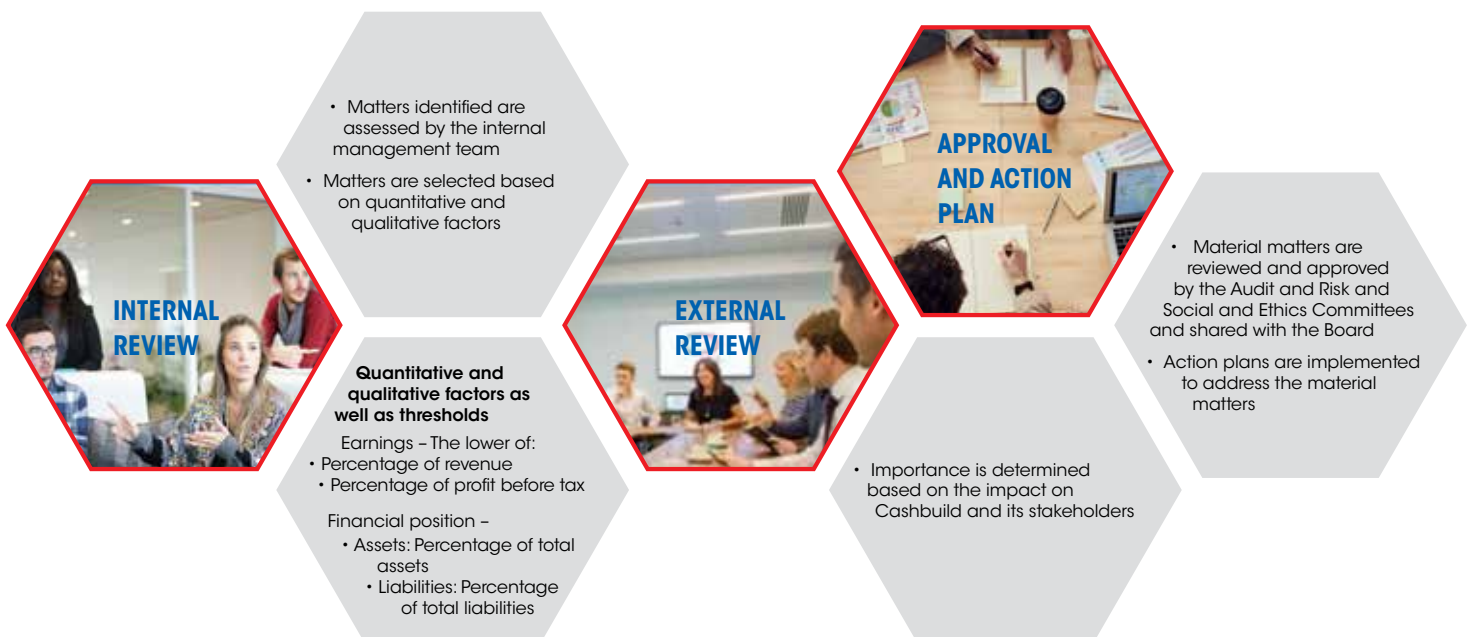 • Matters identified are
assessed by the internal
management team
• Matters are selected based
on quantitative and
qualitative factors
INTERNAL
REVIEW
Quantitative and
qualitative factors as
well as thresholds
Earnings – The lower of:
• Percentage of revenue
• Percentage of profit before tax
Financial position –
• Assets: Percentage of total
assets
• Liabilities: Percentage
of total liabilities
EXTERNAL
REVIEW
• Importance is determined
based on the impact on
Cashbuild and its stakeholders
APPROVAL
AND ACTION
PLAN
• Material matters are
reviewed and approved
by the Audit and Risk and
Social and Ethics Committees
and shared with the Board
• Action plans are implemented
to address the material
matters